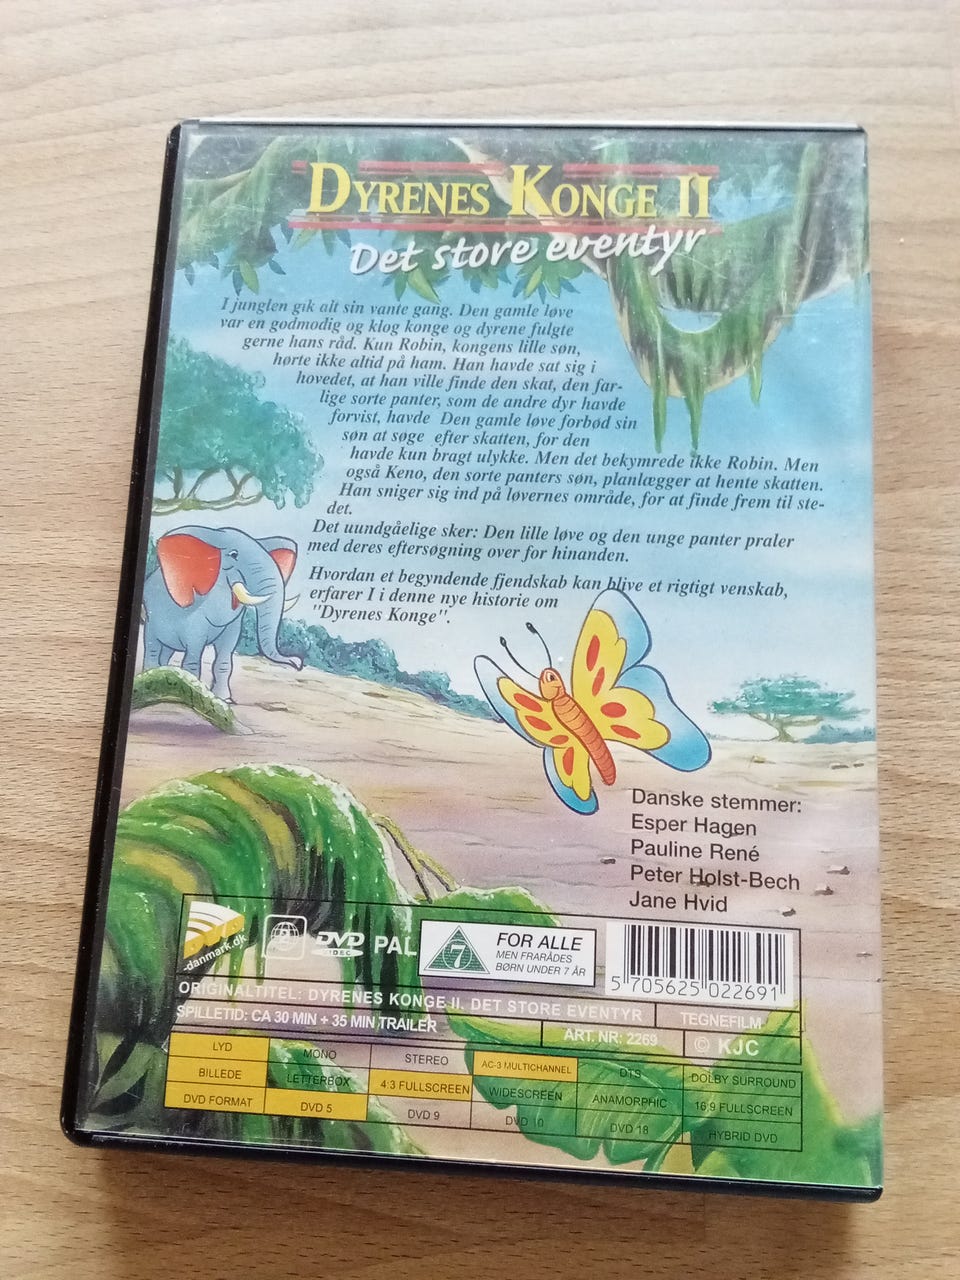 DYRENES KONGE II
Det store eventyr
I junglen gik alt sin vante gang. Den gamle løve
var en godmodig og klog konge og dyrene fulgte
gerne hans råd. Kun Robin, kongens lille søn,
hørte ikke altid på ham. Han havde sat sig i
hovedet, at han ville finde den skat, den far-
lige sorte panter, som de andre dyr havde
forvist, havde Den gamle løve forbød sin
søn at søge efter skatten, for den
havde kun bragt ulykke. Men det bekymrede ikke Robin. Men
også Keno, den sorte panters søn, planlægger at hente skatten.
Han sniger sig ind på løvernes område, for at finde frem til ste-
det.
Det uundgåelige sker: Den lille løve og den unge panter praler
med deres eftersøgning over for hinanden.
Hvordan et begyndende fjendskab kan blive et rigtigt venskab,
erfarer I i denne nye historie om
"Dyrenes Konge".
Danske stemmer:
Esper Hagen
Pauline René
Peter Holst-Bech
Jane Hvid
DVD
-danmark.dk
2
DVD
VIDEO
PAL
7
FOR ALLE
MEN FRARÅDES
BØRN UNDER 7 ÅR
5 705625 022691
ORIGINALTITEL: DYRENES KONGE II. DET STORE EVENTYR
TEGNEFILM
SPILLETID: CA 30 MIN + 35 MIN TRAILER
ART. NR: 2269
© KJC
LYD MONO STEREO AC-3 MULTICHANNEL DTS DOLBY SURROUND
BILLEDE LETTERBOX 4:3 FULLSCREEN WIDESCREEN ANAMORPHIC 16:9 FULLSCREEN
DVD FORMAT DVD 5 DVD 9 DVD 10 DVD 18 HYBRID DVD